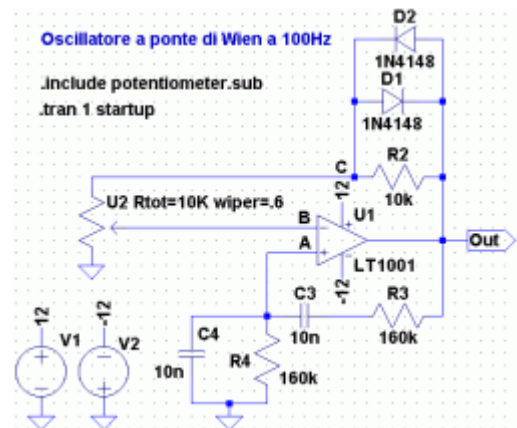 Oscillatore a ponte di Wien a 100Hz
.include potentiometer.sub
.tran 1 startup
D2
1N4148
D1
1N4148
C
R2
10k
U2 Rtot=10K wiper=.6
12
U1
B
A
Out
LT1001
-12
C3
10n
R3
160k
12
V1
-12
V2
C4
10n
R4
160k